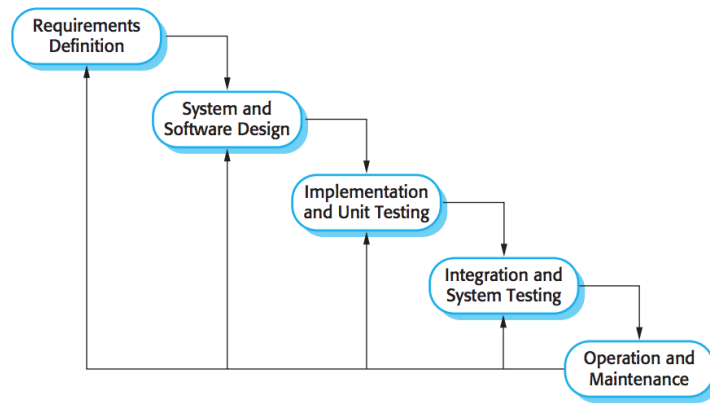 Requirements
Definition
System and
Software Design
Implementation
and Unit Testing
Integration and
System Testing
Operation and
Maintenance